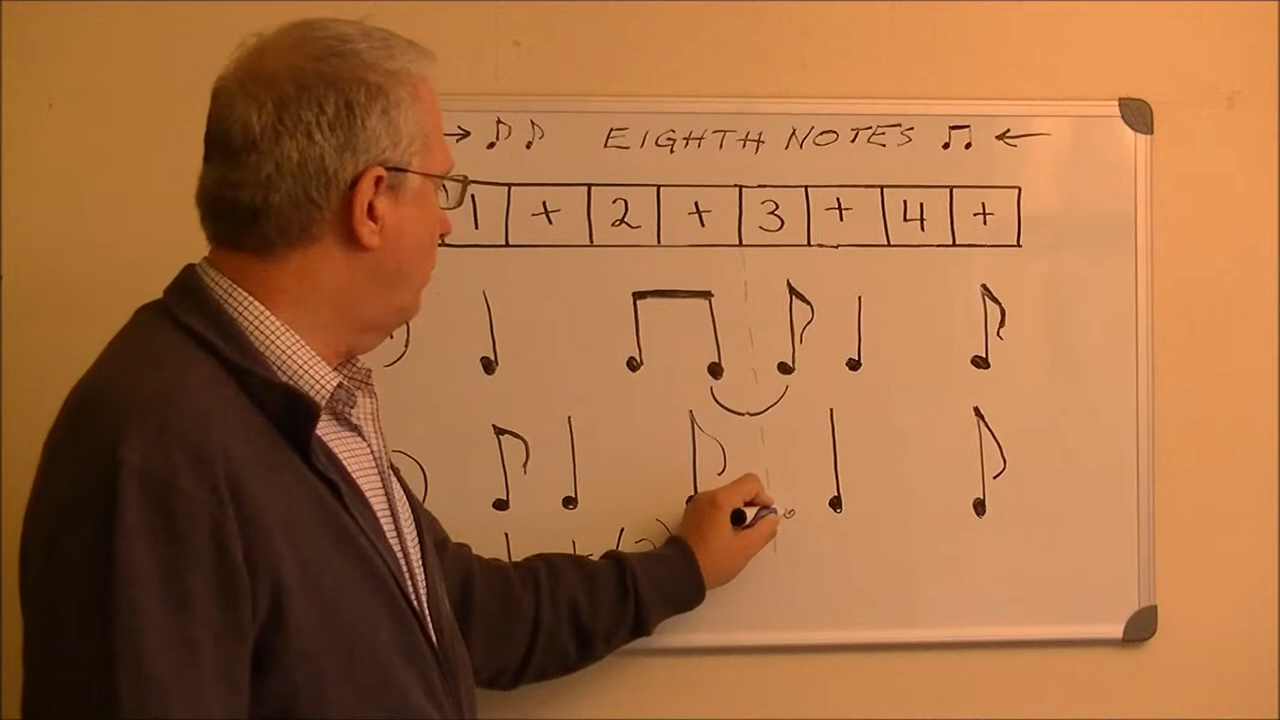 → ♪ ♪ EIGHTH NOTES ♫ ←
1 + 2 + 3 + 4 +